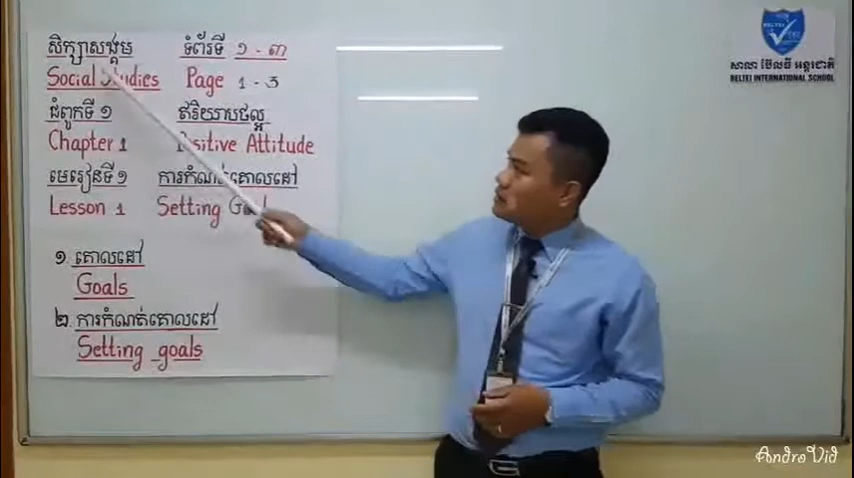 សិក្សាសង្គម ទំព័រទី ១ - ៣
Social Studies Page 1 - 3
ជំពូកទី ១ ឥរិយាបថល្អ
Chapter 1 Positive Attitude
មេរៀនទី ១ ការកំណត់គោលដៅ
Lesson 1 Setting Goal
១. គោលដៅ
Goals
២. ការកំណត់គោលដៅ
Setting goals
BELTEI
សាលា ប៊ែលធី អន្តរជាតិ
BELTEI INTERNATIONAL SCHOOL
Andro Vid